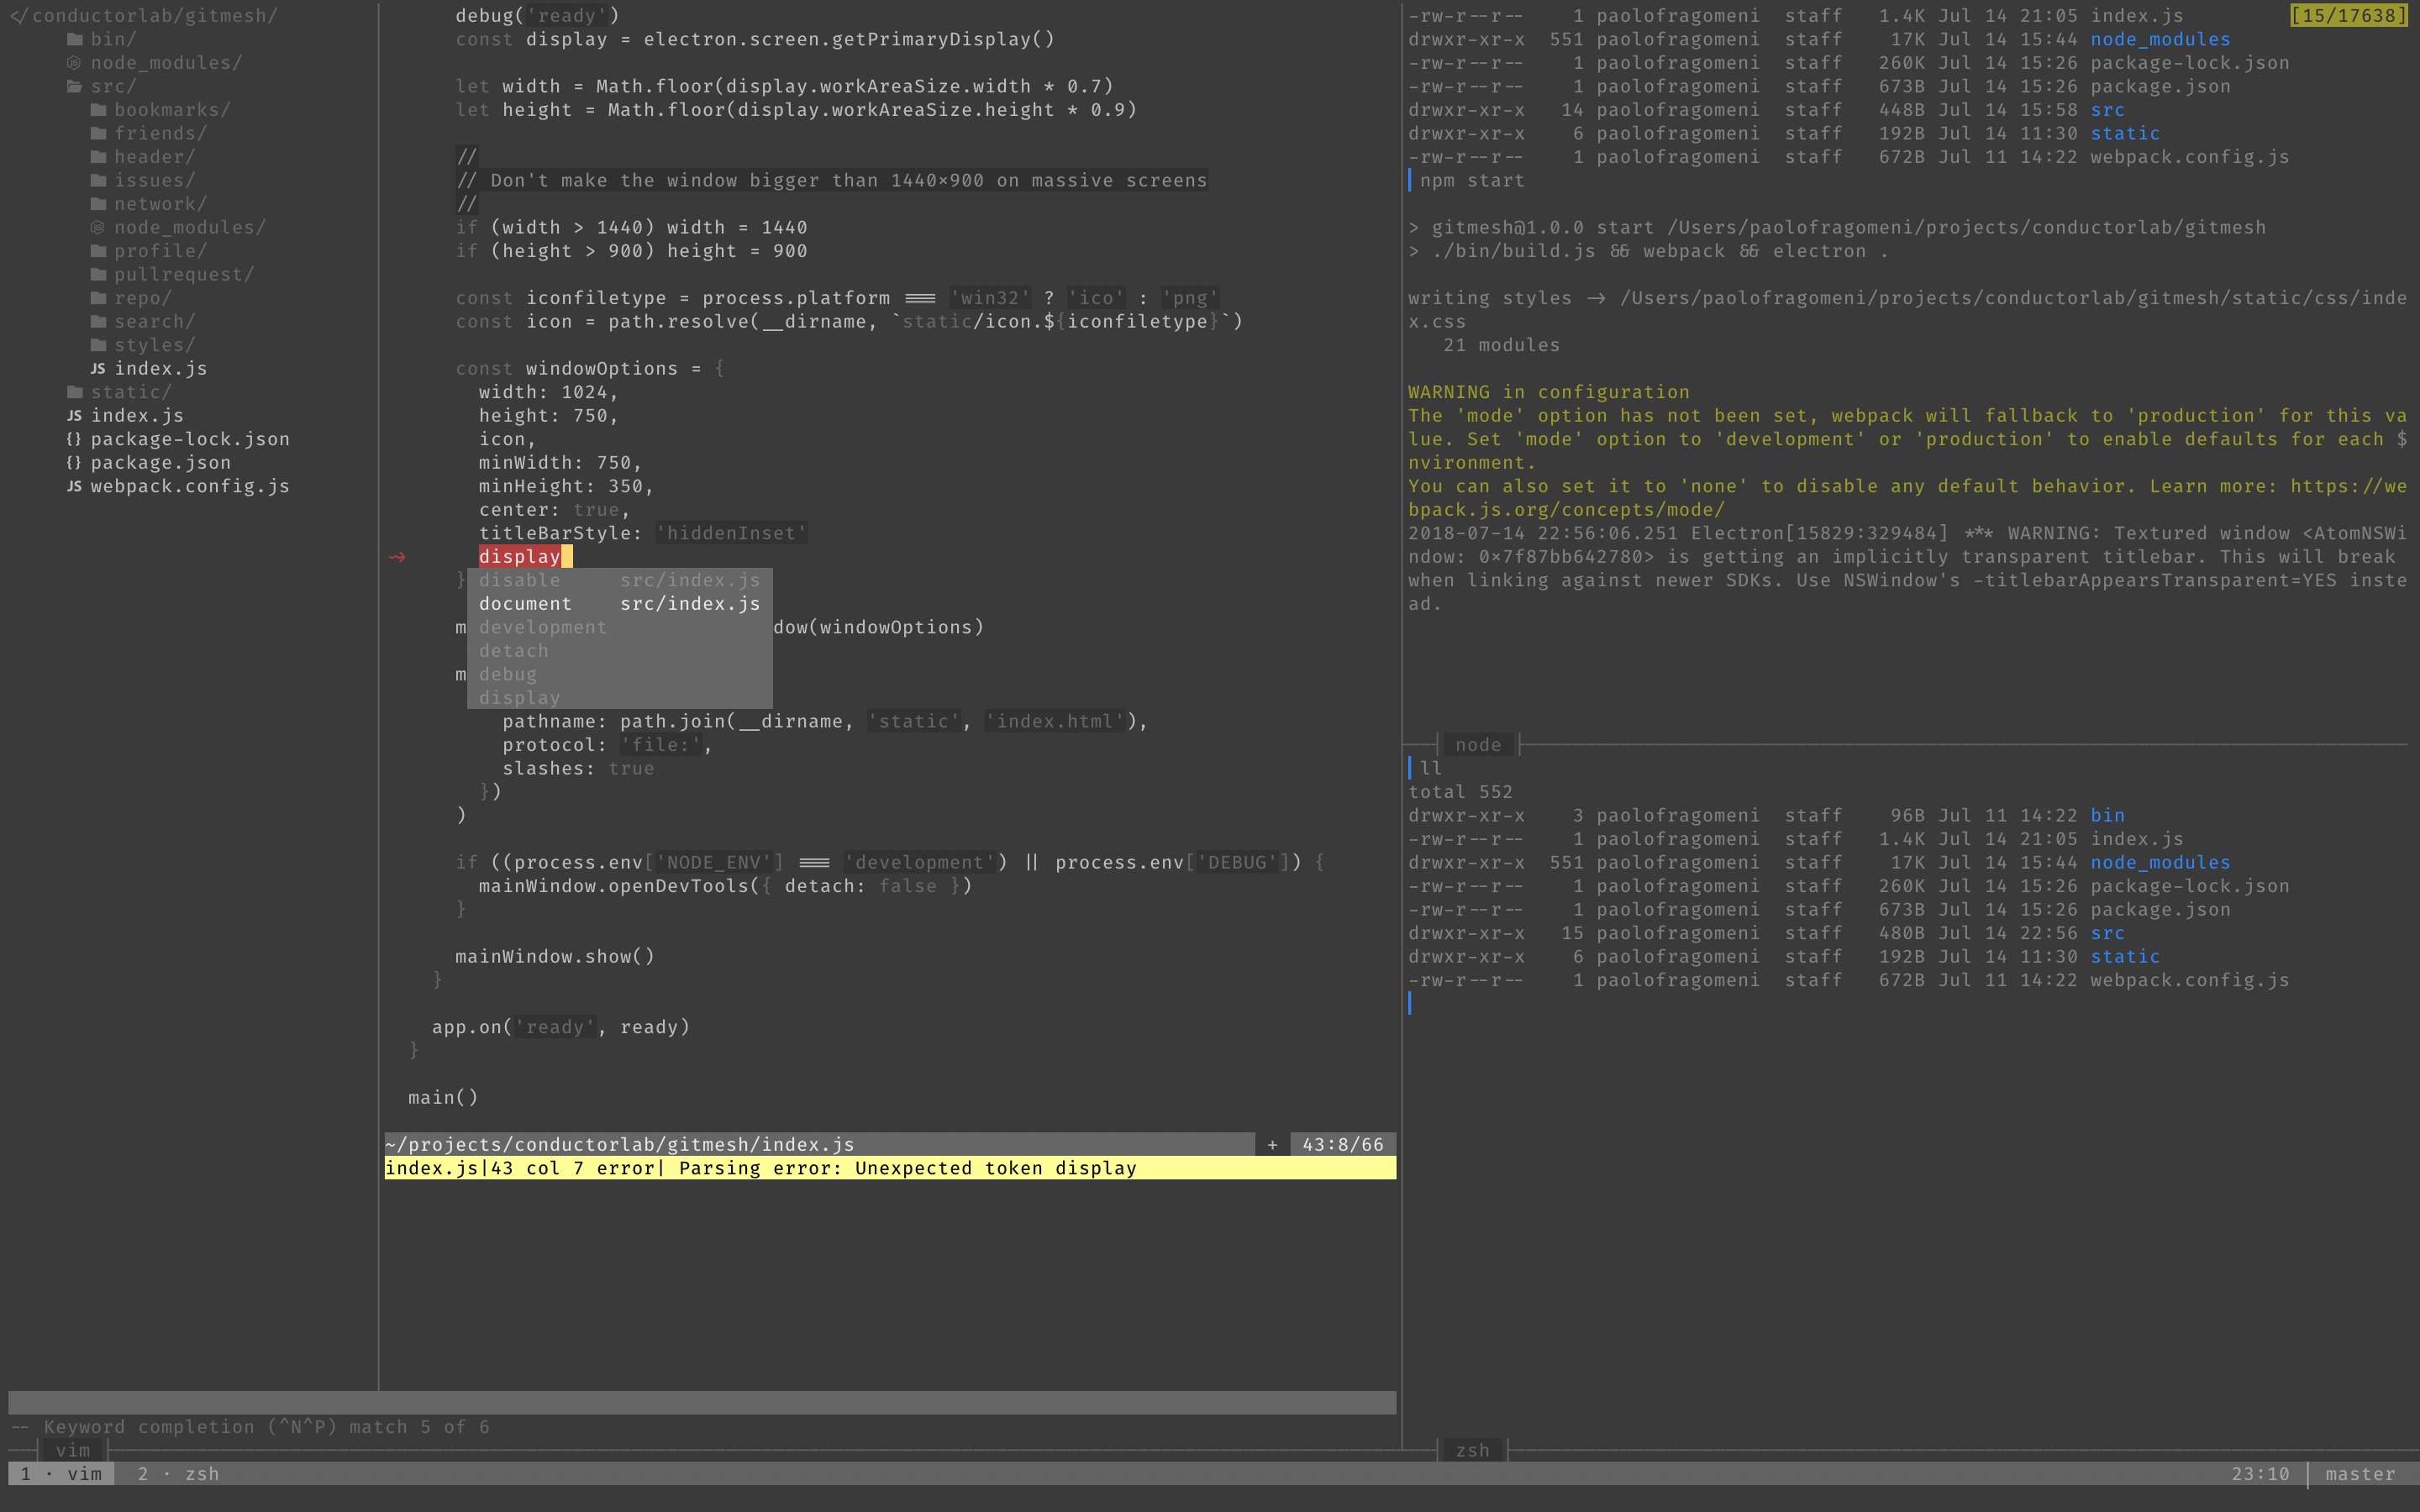 </conductorlab/gitmesh/
bin/
node_modules/
src/
bookmarks/
friends/
header/
issues/
network/
node_modules/
profile/
pullrequest/
repo/
search/
styles/
JS index.js
static/
JS index.js
{} package-lock.json
{} package.json
JS webpack.config.js
debug('ready')
const display = electron.screen.getPrimaryDisplay()
let width = Math.floor(display.workAreaSize.width * 0.7)
let height = Math.floor(display.workAreaSize.height * 0.9)
//
// Don't make the window bigger than 1440×900 on massive screens
//
if (width > 1440) width = 1440
if (height > 900) height = 900
const iconfiletype = process.platform === 'win32' ? 'ico' : 'png'
const icon = path.resolve(__dirname, `static/icon.${iconfiletype}`)
const windowOptions = {
width: 1024,
height: 750,
icon,
minWidth: 750,
minHeight: 350,
center: true,
titleBarStyle: 'hiddenInset'
display
} disable src/index.js
document src/index.js
m development dow(windowOptions)
detach
m debug
display
pathname: path.join(__dirname, 'static', 'index.html'),
protocol: 'file:',
slashes: true
})
)
if ((process.env['NODE_ENV'] === 'development') || process.env['DEBUG']) {
mainWindow.openDevTools({ detach: false })
}
mainWindow.show()
}
app.on('ready', ready)
}
main()
~/projects/conductorlab/gitmesh/index.js + 43:8/66
index.js|43 col 7 error| Parsing error: Unexpected token display
-- Keyword completion (^N^P) match 5 of 6
vim
-rw-r--r-- 1 paolofragomeni staff 1.4K Jul 14 21:05 index.js [15/17638]
drwxr-xr-x 551 paolofragomeni staff 17K Jul 14 15:44 node_modules
-rw-r--r-- 1 paolofragomeni staff 260K Jul 14 15:26 package-lock.json
-rw-r--r-- 1 paolofragomeni staff 673B Jul 14 15:26 package.json
drwxr-xr-x 14 paolofragomeni staff 448B Jul 14 15:58 src
drwxr-xr-x 6 paolofragomeni staff 192B Jul 14 11:30 static
-rw-r--r-- 1 paolofragomeni staff 672B Jul 11 14:22 webpack.config.js
npm start
> gitmesh@1.0.0 start /Users/paolofragomeni/projects/conductorlab/gitmesh
> ./bin/build.js && webpack && electron .
writing styles -> /Users/paolofragomeni/projects/conductorlab/gitmesh/static/css/inde
x.css
21 modules
WARNING in configuration
The 'mode' option has not been set, webpack will fallback to 'production' for this va
lue. Set 'mode' option to 'development' or 'production' to enable defaults for each $
nvironment.
You can also set it to 'none' to disable any default behavior. Learn more: https://we
bpack.js.org/concepts/mode/
2018-07-14 22:56:06.251 Electron[15829:329484] *** WARNING: Textured window <AtomNSWi
ndow: 0×7f87bb642780> is getting an implicitly transparent titlebar. This will break
when linking against newer SDKs. Use NSWindow's -titlebarAppearsTransparent=YES inste
ad.
node
ll
total 552
drwxr-xr-x 3 paolofragomeni staff 96B Jul 11 14:22 bin
-rw-r--r-- 1 paolofragomeni staff 1.4K Jul 14 21:05 index.js
drwxr-xr-x 551 paolofragomeni staff 17K Jul 14 15:44 node_modules
-rw-r--r-- 1 paolofragomeni staff 260K Jul 14 15:26 package-lock.json
-rw-r--r-- 1 paolofragomeni staff 673B Jul 14 15:26 package.json
drwxr-xr-x 15 paolofragomeni staff 480B Jul 14 22:56 src
drwxr-xr-x 6 paolofragomeni staff 192B Jul 14 11:30 static
-rw-r--r-- 1 paolofragomeni staff 672B Jul 11 14:22 webpack.config.js
zsh
1 · vim 2 · zsh 23:10 master